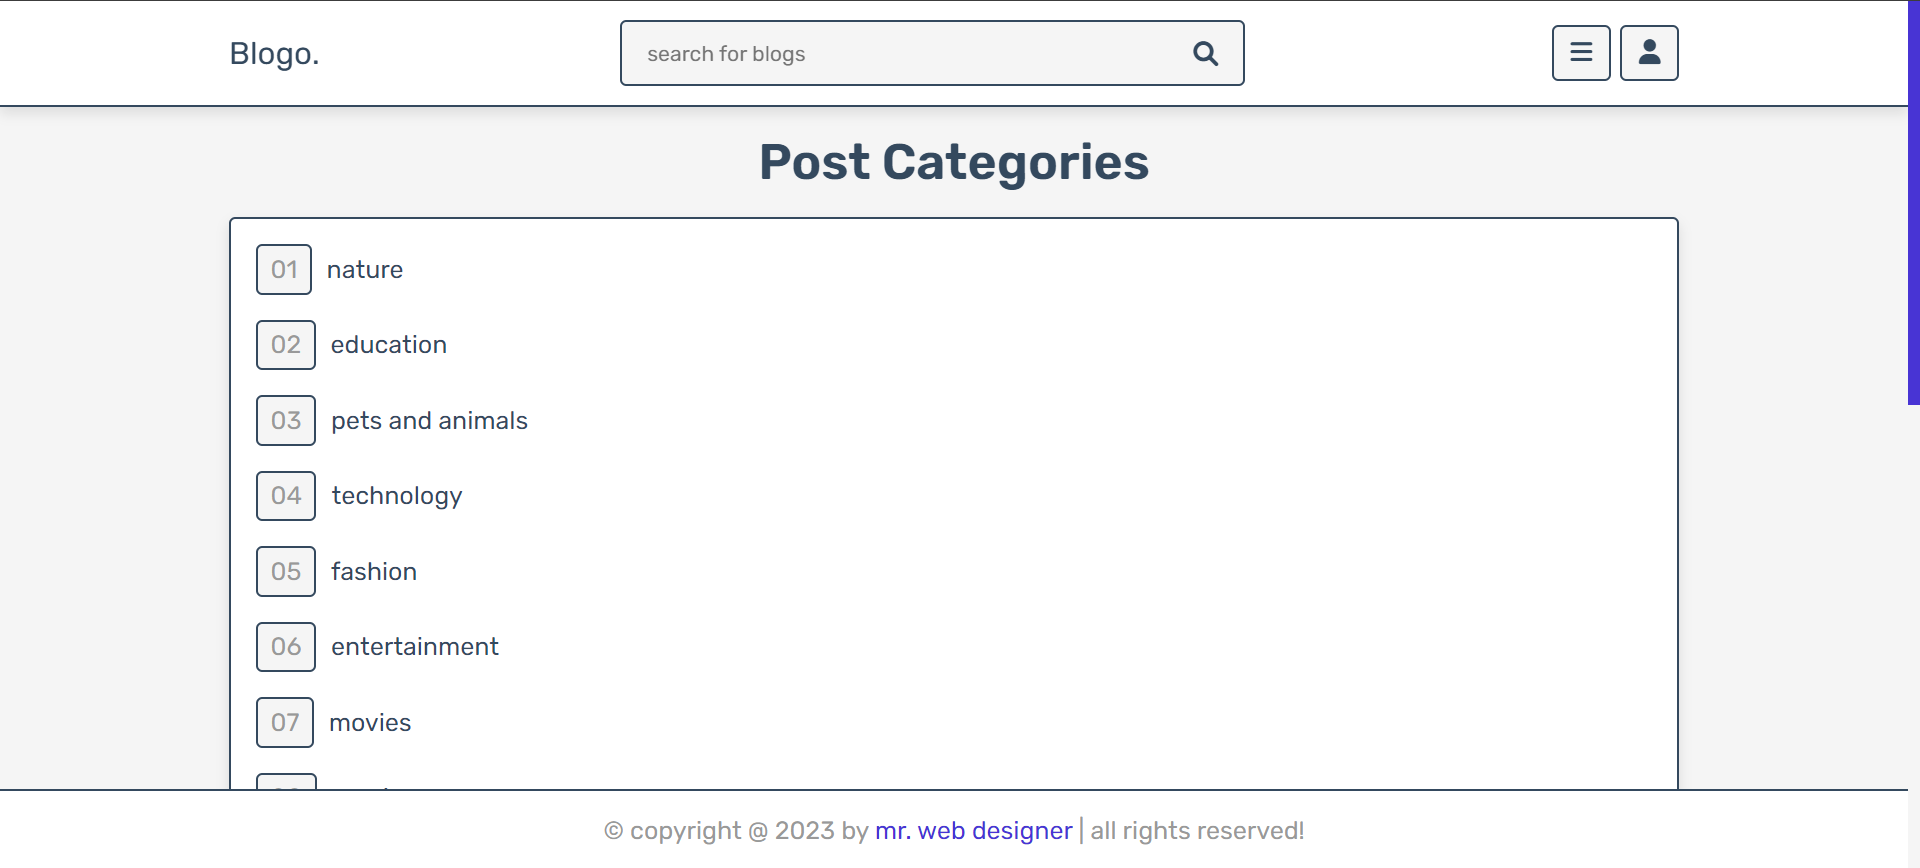 Blogo.
search for blogs
Post Categories
01 nature
02 education
03 pets and animals
04 technology
05 fashion
06 entertainment
07 movies
© copyright @ 2023 by mr. web designer | all rights reserved!